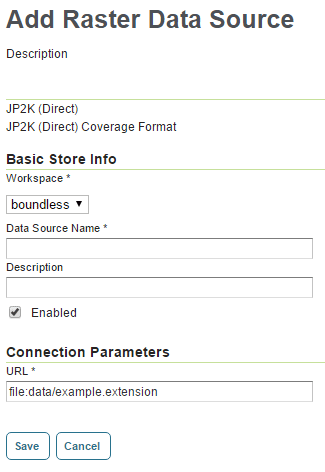 Add Raster Data Source
Description
JP2K (Direct)
JP2K (Direct) Coverage Format
Basic Store Info
Workspace *
boundless
Data Source Name *
Description
Enabled
Connection Parameters
URL *
file:data/example.extension
Save Cancel